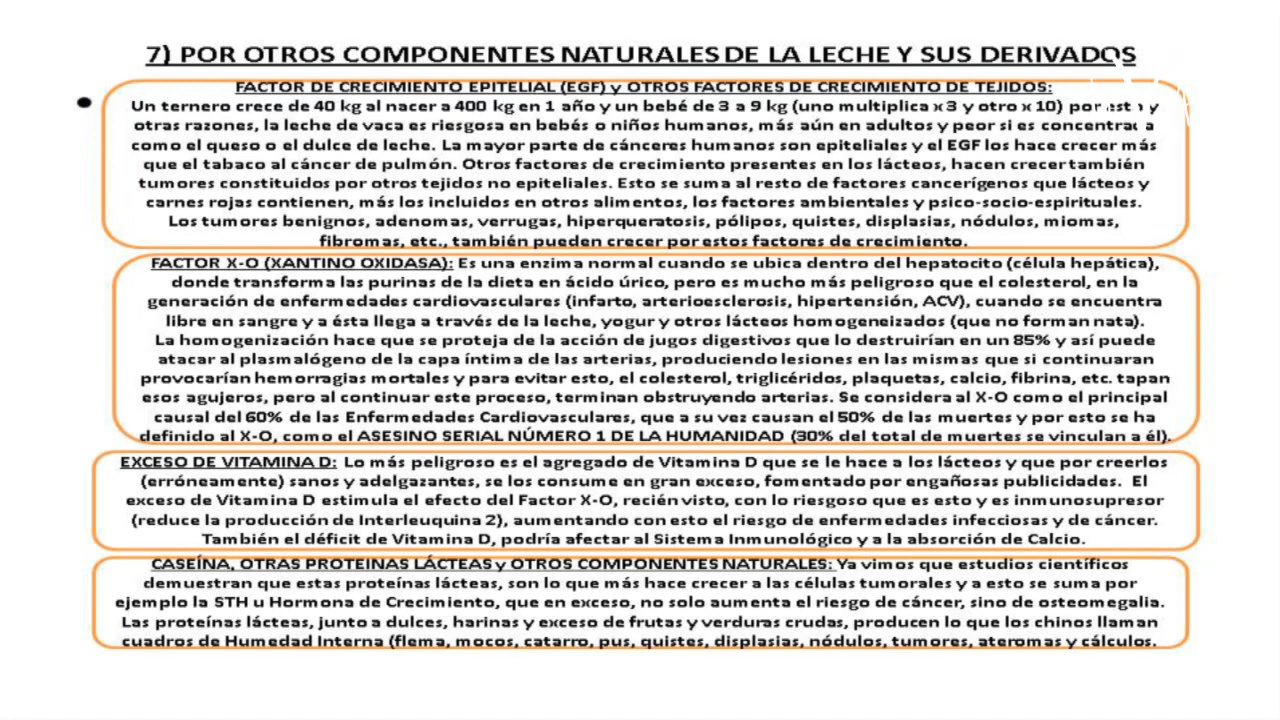 7) POR OTROS COMPONENTES NATURALES DE LA LECHE Y SUS DERIVADOS
FACTOR DE CRECIMIENTO EPITELIAL (EGF) y OTROS FACTORES DE CRECIMIENTO DE TEJIDOS:
• Un ternero crece de 40 kg al nacer a 400 kg en 1 año y un bebé de 3 a 9 kg (uno multiplica x 3 y otro x 10) por y
otras razones, la leche de vaca es riesgosa en bebés o niños humanos, más aún en adultos y peor si es concentrada
como el queso o el dulce de leche. La mayor parte de cánceres humanos son epiteliales y el EGF los hace crecer más
que el tabaco al cáncer de pulmón. Otros factores de crecimiento presentes en los lácteos, hacen crecer también
tumores constituidos por otros tejidos no epiteliales. Esto se suma al resto de factores cancerígenos que lácteos y
carnes rojas contienen, más los incluidos en otros alimentos, los factores ambientales y psico-socio-espirituales.
Los tumores benignos, adenomas, verrugas, hiperqueratosis, pólipos, quistes, displasias, nódulos, miomas,
fibromas, etc., también pueden crecer por estos factores de crecimiento.
FACTOR X-O (XANTINO OXIDASA): Es una enzima normal cuando se ubica dentro del hepatocito (célula hepática),
donde transforma las purinas de la dieta en ácido úrico, pero es mucho más peligroso que el colesterol, en la
generación de enfermedades cardiovasculares (infarto, arterioesclerosis, hipertensión, ACV), cuando se encuentra
libre en sangre y a ésta llega a través de la leche, yogur y otros lácteos homogeneizados (que no forman nata).
La homogenización hace que se proteja de la acción de jugos digestivos que lo destruirían en un 85% y así puede
atacar al plasmalógeno de la capa íntima de las arterias, produciendo lesiones en las mismas que si continuaran
provocarían hemorragias mortales y para evitar esto, el colesterol, triglicéridos, plaquetas, calcio, fibrina, etc. tapan
esos agujeros, pero al continuar este proceso, terminan obstruyendo arterias. Se considera al X-O como el principal
causal del 60% de las Enfermedades Cardiovasculares, que a su vez causan el 50% de las muertes y por esto se ha
definido al X-O, como el ASESINO SERIAL NÚMERO 1 DE LA HUMANIDAD (30% del total de muertes se vinculan a él).
EXCESO DE VITAMINA D: Lo más peligroso es el agregado de Vitamina D que se le hace a los lácteos y que por creerlos
(erróneamente) sanos y adelgazantes, se los consume en gran exceso, fomentado por engañosas publicidades. El
exceso de Vitamina D estimula el efecto del Factor X-O, recién visto, con lo riesgoso que es esto y es inmunosupresor
(reduce la producción de Interleuquina 2), aumentando con esto el riesgo de enfermedades infecciosas y de cáncer.
También el déficit de Vitamina D, podría afectar al Sistema Inmunológico y a la absorción de Calcio.
CASEÍNA, OTRAS PROTEINAS LÁCTEAS y OTROS COMPONENTES NATURALES: Ya vimos que estudios científicos
demuestran que estas proteínas lácteas, son lo que más hace crecer a las células tumorales y a esto se suma por
ejemplo la STH u Hormona de Crecimiento, que en exceso, no solo aumenta el riesgo de cáncer, sino de osteomegalia.
Las proteínas lácteas, junto a dulces, harinas y exceso de frutas y verduras crudas, producen lo que los chinos llaman
cuadros de Humedad Interna (flema, mocos, catarro, pus, quistes, displasias, nódulos, tumores, ateromas y cálculos.